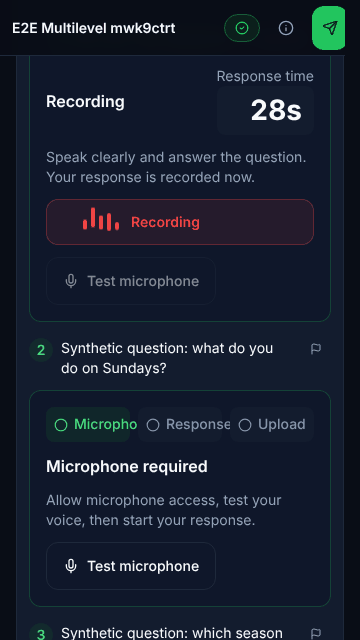 E2E Multilevel mwk9ctrt
Response time
Recording
28s
Speak clearly and answer the question.
Your response is recorded now.
Recording
Test microphone
2
Synthetic question: what do you
do on Sundays?
Micropho
Response
Upload
Microphone required
Allow microphone access, test your
voice, then start your response.
Test microphone
3
Synthetic question: which season